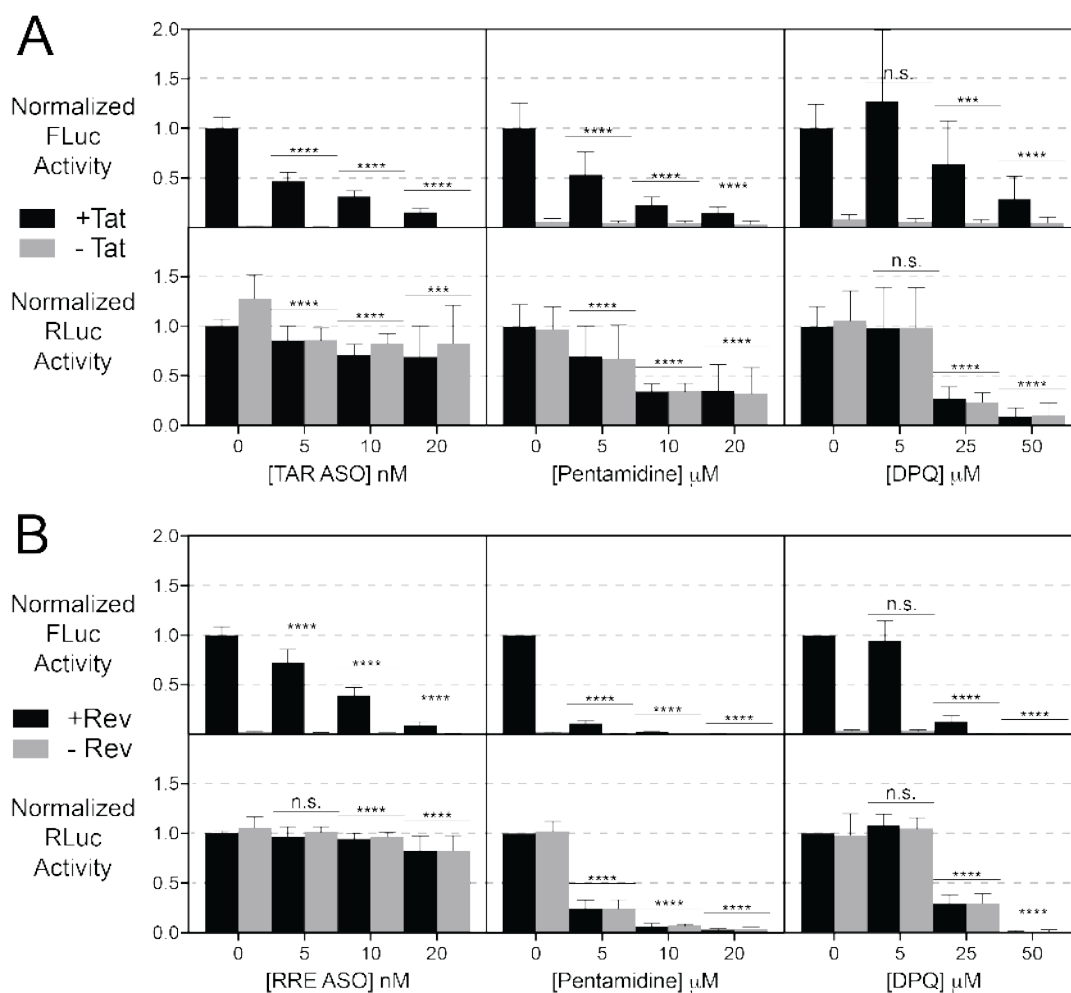 A
Normalized
FLuc
Activity
2.0
1.5
1.0
0.5
**** **** ****
**** **** ****
n.s. *** ****
+Tat
- Tat
Normalized
RLuc
Activity
1.5
1.0
0.5
0.0
**** **** ***
**** **** ****
n.s. **** ****
0 5 10 20
0 5 10 20
0 5 25 50
[TAR ASO] nM
[Pentamidine] μM
[DPQ] μM
B
Normalized
FLuc
Activity
2.0
1.0
0.5
**** **** ****
**** **** ****
n.s. **** ****
+Rev
- Rev
Normalized
RLuc
Activity
1.5
1.0
0.5
0.0
n.s. **** ****
**** **** ****
n.s. **** ****
0 5 10 20
0 5 10 20
0 5 25 50
[RRE ASO] nM
[Pentamidine] μM
[DPQ] μM